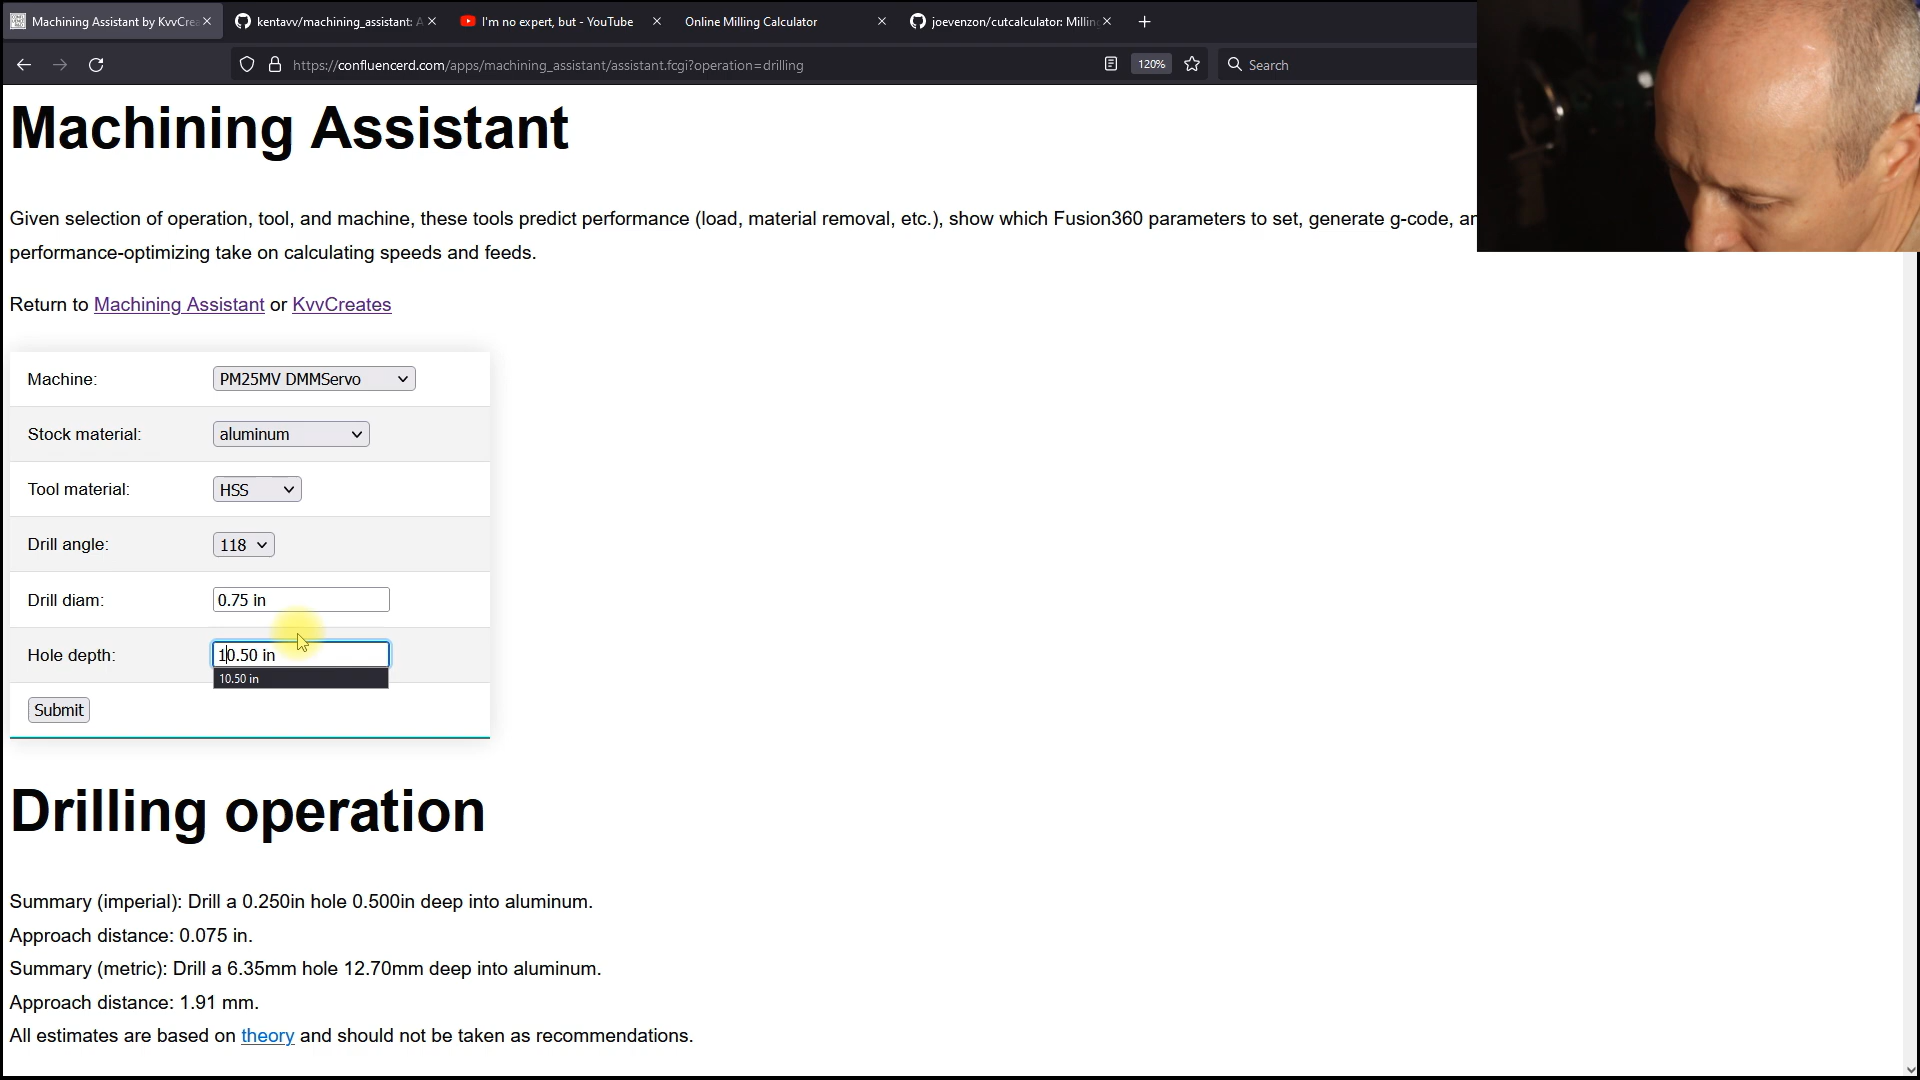 Machining Assistant by KvvCrea
kentavv/machining_assistant: A
I'm no expert, but - YouTube
Online Milling Calculator
joevenzon/cutcalculator: Millin
https://confluencerd.com/apps/machining_assistant/assistant.fcgi?operation=drilling
120%
Search
Machining Assistant
Given selection of operation, tool, and machine, these tools predict performance (load, material removal, etc.), show which Fusion360 parameters to set, generate g-code, an
performance-optimizing take on calculating speeds and feeds.
Return to Machining Assistant or KvvCreates
Machine: PM25MV DMMServo
Stock material: aluminum
Tool material: HSS
Drill angle: 118
Drill diam: 0.75 in
Hole depth: 10.50 in
10.50 in
Submit
Drilling operation
Summary (imperial): Drill a 0.250in hole 0.500in deep into aluminum.
Approach distance: 0.075 in.
Summary (metric): Drill a 6.35mm hole 12.70mm deep into aluminum.
Approach distance: 1.91 mm.
All estimates are based on theory and should not be taken as recommendations.